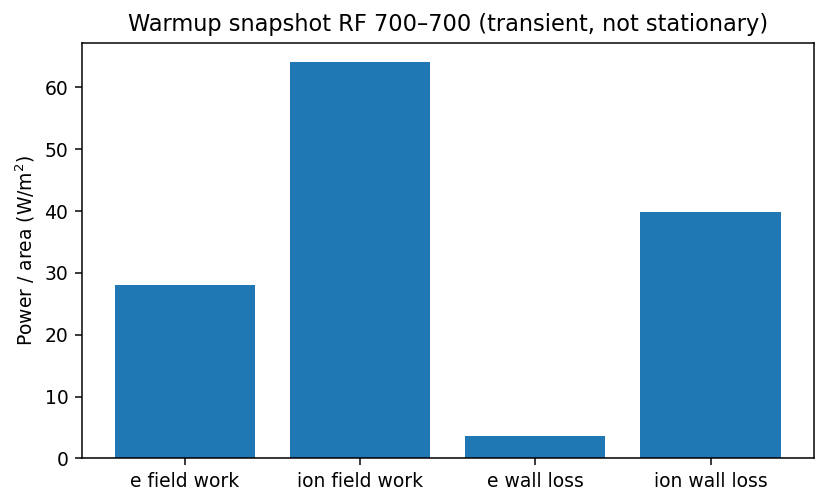 Warmup snapshot RF 700–700 (transient, not stationary)
Power / area (W/m²)
60
50
40
30
20
10
0
e field work
ion field work
e wall loss
ion wall loss